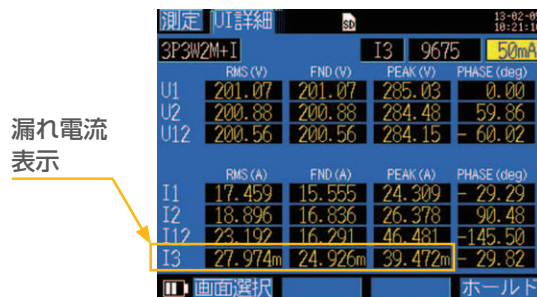 測定 UI詳細 SD 13-02-0
10:21:1
3P3W2M+I I3 9675 50mA
RMS(V) FND(V) PEAK(V) PHASE(deg)
U1 201.07 201.07 285.03 0.00
U2 200.88 200.88 284.48 59.86
U12 200.56 200.56 284.15 - 60.02
漏れ電流
表示
RMS(A) FND(A) PEAK(A) PHASE(deg)
I1 17.459 15.555 24.309 - 29.29
I2 18.896 16.836 26.378 90.48
I12 23.192 16.291 46.481 -145.50
I3 27.974m 24.926m 39.472m - 29.82
画面選択 ホールド